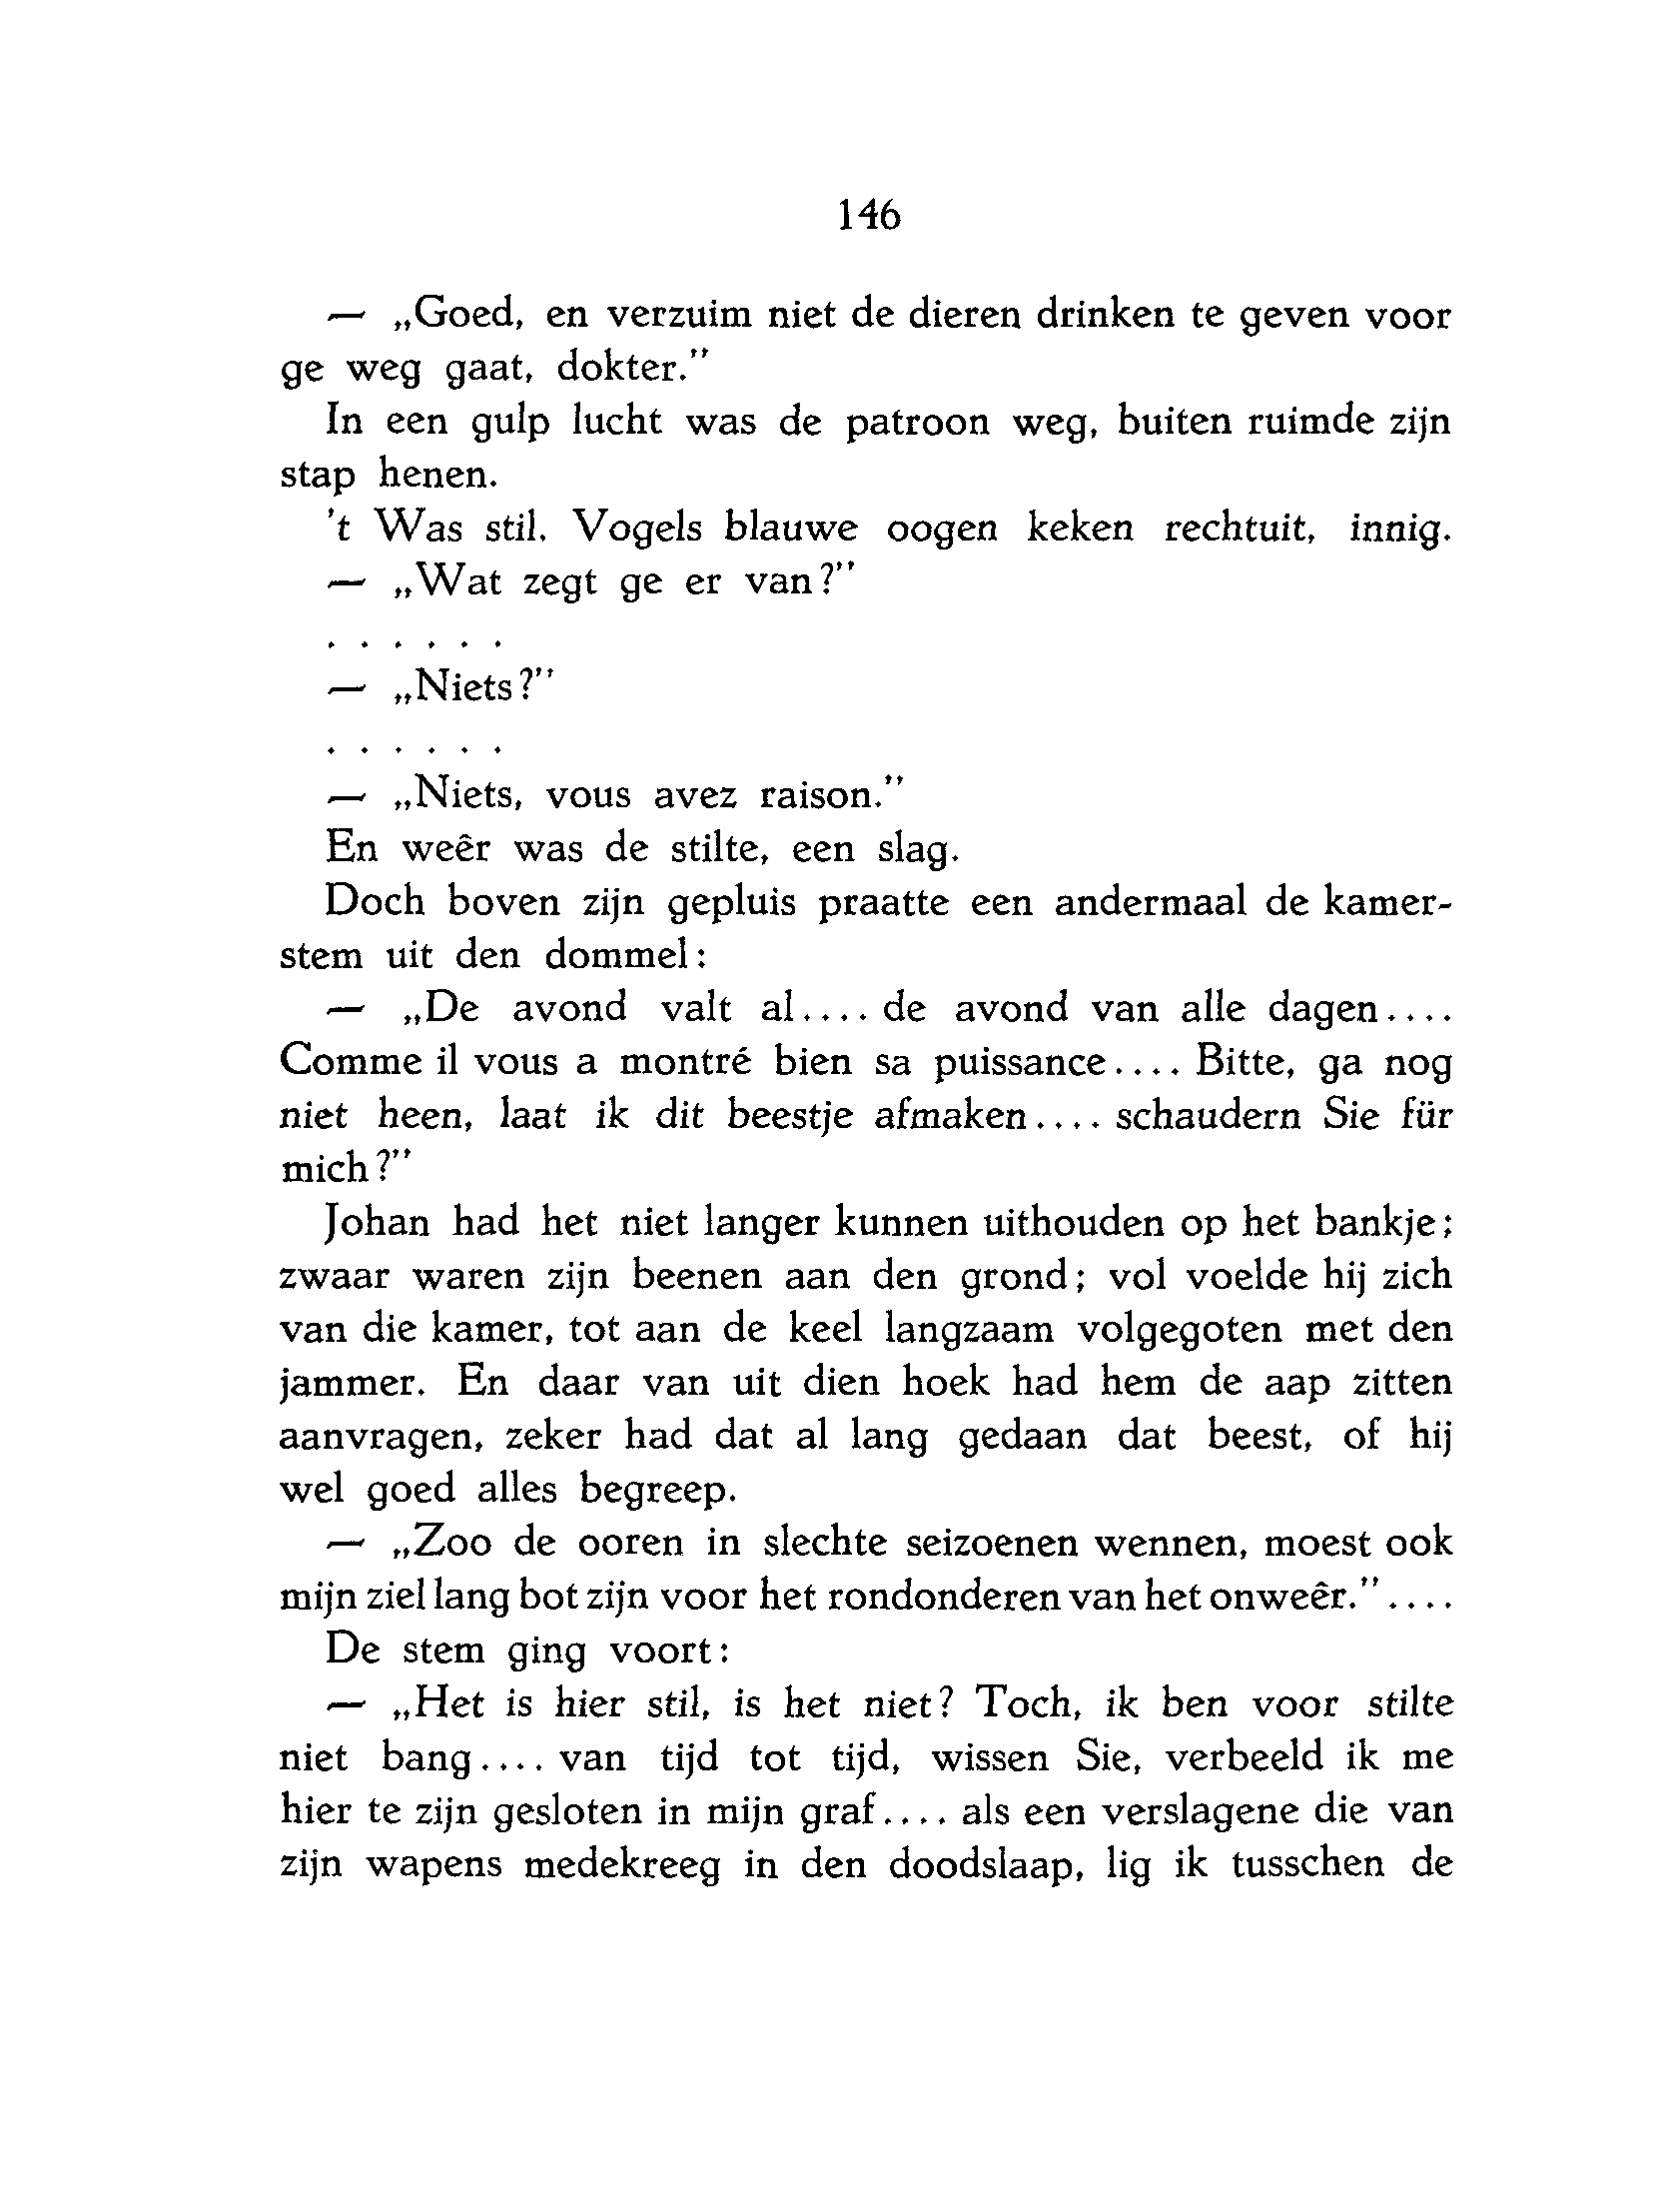 146
— „Goed, en verzuim niet de dieren drinken te geven voor
ge weg gaat, dokter.”
In een gulp lucht was de patroon weg, buiten ruimde zijn
stap henen.
't Was stil. Vogels blauwe oogen keken rechtuit, innig.
— „Wat zegt ge er van?”
. . . . . .
— „Niets?”
. . . . . .
— „Niets, vous avez raison.”
En weêr was de stilte, een slag.
Doch boven zijn gepluis praatte een andermaal de kamer-
stem uit den dommel:
— „De avond valt al.... de avond van alle dagen....
Comme il vous a montré bien sa puissance.... Bitte, ga nog
niet heen, laat ik dit beestje afmaken.... schaudern Sie für
mich?”
Johan had het niet langer kunnen uithouden op het bankje;
zwaar waren zijn beenen aan den grond; vol voelde hij zich
van die kamer, tot aan de keel langzaam volgegoten met den
jammer. En daar van uit dien hoek had hem de aap zitten
aanvragen, zeker had dat al lang gedaan dat beest, of hij
wel goed alles begreep.
— „Zoo de ooren in slechte seizoenen wennen, moest ook
mijn ziel lang bot zijn voor het rondonderen van het onweêr.”....
De stem ging voort:
— „Het is hier stil, is het niet? Toch, ik ben voor stilte
niet bang.... van tijd tot tijd, wissen Sie, verbeeld ik me
hier te zijn gesloten in mijn graf.... als een verslagene die van
zijn wapens medekreeg in den doodslaap, lig ik tusschen de